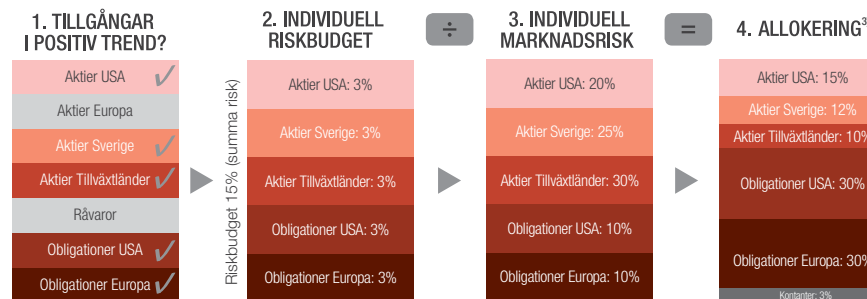 1. TILLGÅNGAR
I POSITIV TREND?
Aktier USA
Aktier Europa
Aktier Sverige
Aktier Tillväxtländer
Råvaror
Obligationer USA
Obligationer Europa
2. INDIVIDUELL
RISKBUDGET
Riskbudget 15% (summa risk)
Aktier USA: 3%
Aktier Sverige: 3%
Aktier Tillväxtländer: 3%
Obligationer USA: 3%
Obligationer Europa: 3%
÷
3. INDIVIDUELL
MARKNADSRISK
Aktier USA: 20%
Aktier Sverige: 25%
Aktier Tillväxtländer: 30%
Obligationer USA: 10%
Obligationer Europa: 10%
=
4. ALLOKERING³
Aktier USA: 15%
Aktier Sverige: 12%
Aktier Tillväxtländer: 10%
Obligationer USA: 30%
Obligationer Europa: 30%
Kontanter: 3%